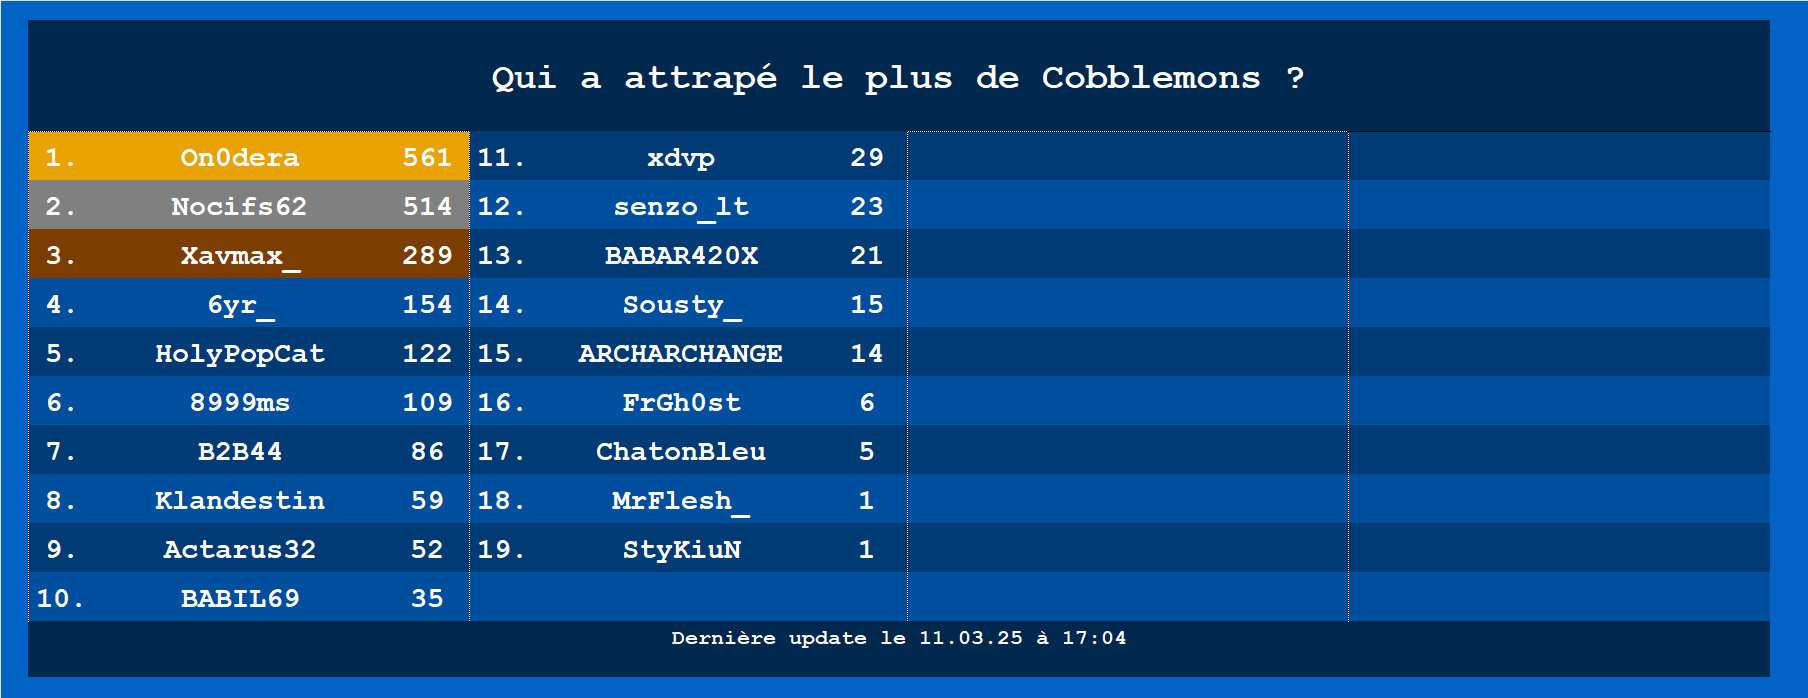 Qui a attrapé le plus de Cobblemons ?
1. On0dera 561
2. Nocifs62 514
3. Xavmax_ 289
4. 6yr_ 154
5. HolyPopCat 122
6. 8999ms 109
7. B2B44 86
8. Klandestin 59
9. Actarus32 52
10. BABIL69 35
11. xdvp 29
12. senzo_lt 23
13. BABAR420X 21
14. Sousty_ 15
15. ARCHARCHANGE 14
16. FrGh0st 6
17. ChatonBleu 5
18. MrFlesh_ 1
19. StyKiuN 1
Dernière update le 11.03.25 à 17:04